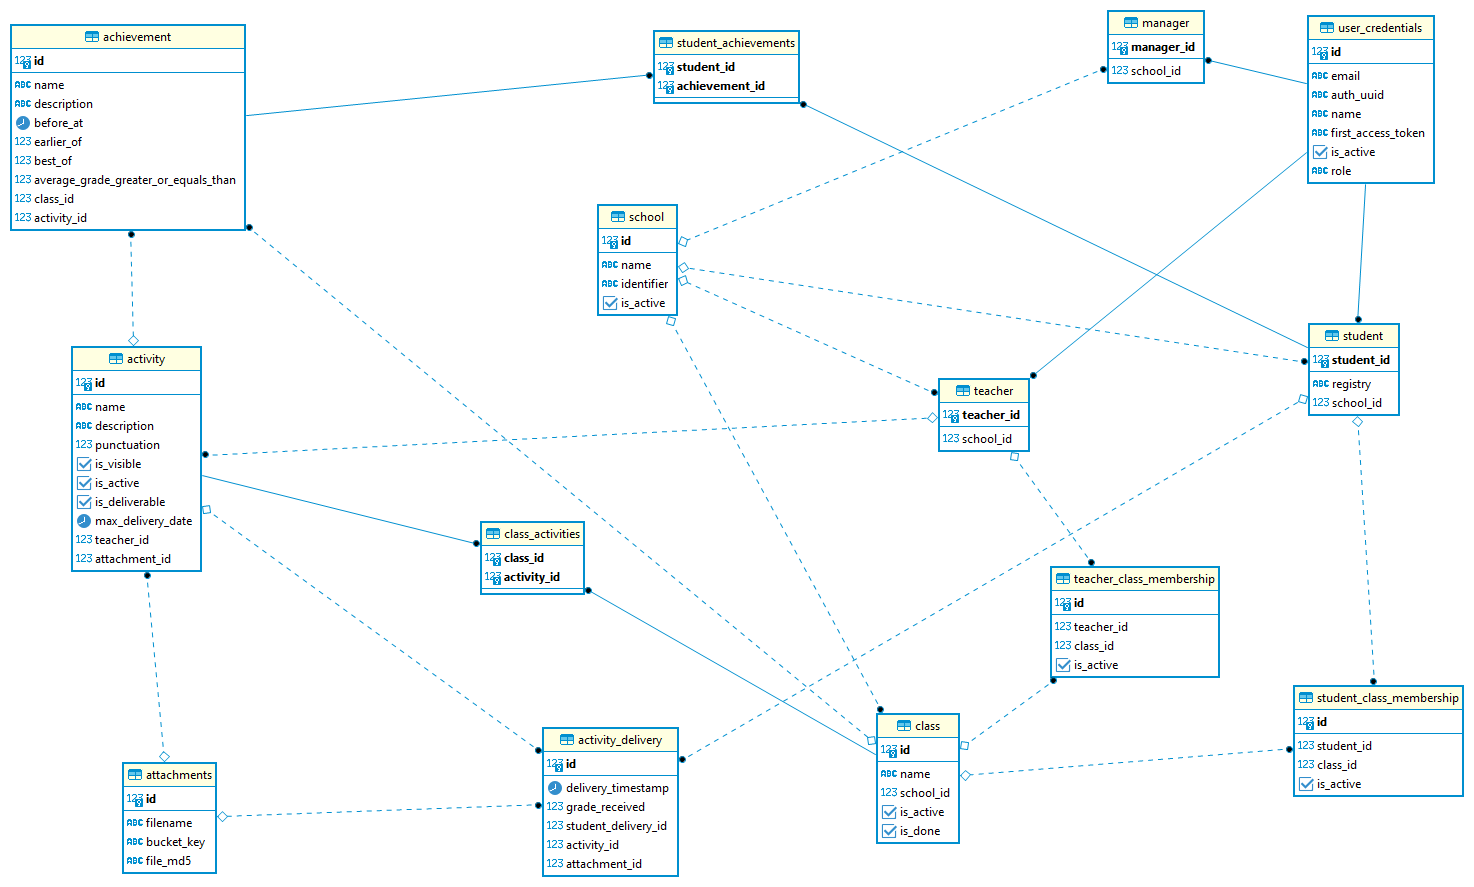 achievement
123 id
ABC name
ABC description
before_at
123 earlier_of
123 best_of
123 average_grade_greater_or_equals_than
123 class_id
123 activity_id
student_achievements
123 student_id
123 achievement_id
manager
123 manager_id
123 school_id
user_credentials
123 id
ABC email
ABC auth_uuid
ABC name
ABC first_access_token
is_active
ABC role
school
123 id
ABC name
ABC identifier
is_active
student
123 student_id
ABC registry
123 school_id
activity
123 id
ABC name
ABC description
123 punctuation
is_visible
is_active
is_deliverable
max_delivery_date
123 teacher_id
123 attachment_id
teacher
123 teacher_id
123 school_id
class_activities
123 class_id
123 activity_id
teacher_class_membership
123 id
123 teacher_id
123 class_id
is_active
student_class_membership
123 id
123 student_id
123 class_id
is_active
class
123 id
ABC name
123 school_id
is_active
is_done
activity_delivery
123 id
delivery_timestamp
123 grade_received
123 student_delivery_id
123 activity_id
123 attachment_id
attachments
123 id
ABC filename
ABC bucket_key
ABC file_md5